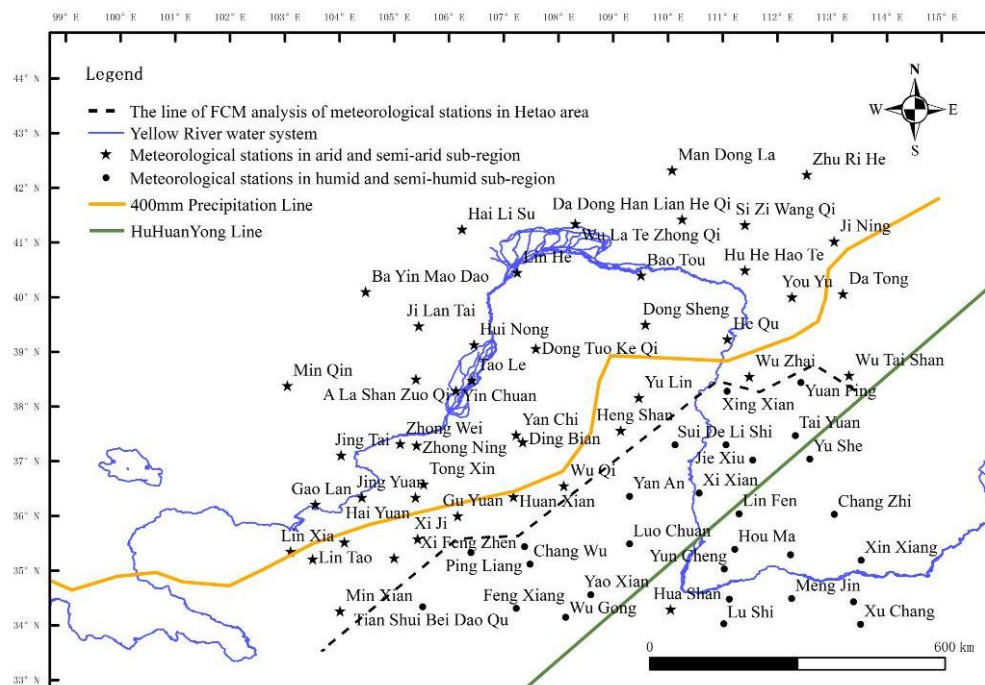 99° E 100° E 101° E 102° E 103° E 104° E 105° E 106° E 107° E 108° E 109° E 110° E 111° E 112° E 113° E 114° E 115° E
44° N
43° N
42° N
41° N
40° N
39° N
38° N
37° N
36° N
35° N
34° N
33° N
Legend
The line of FCM analysis of meteorological stations in Hetao area
Yellow River water system
Meteorological stations in arid and semi-arid sub-region
Meteorological stations in humid and semi-humid sub-region
400mm Precipitation Line
HuHuanYong Line
N
W E
S
Man Dong La
Zhu Ri He
Da Dong Han Lian He Qi
Hai Li Su
Si Zi Wang Qi
Wu La Te Zhong Qi
Ji Ning
Lin He
Bao Tou
Hu He Hao Te
Ba Yin Mao Dao
You Yu
Da Tong
Ji Lan Tai
Dong Sheng
Hui Nong
He Qu
Dong Tuo Ke Qi
Min Qin
Tao Le
Wu Zhai
Wu Tai Shan
A La Shan Zuo Qi
Yin Chuan
Yu Lin
Yuan Ping
Xing Xian
Yan Chi
Heng Shan
Zhong Wei
Tai Yuan
Jing Tai
Zhong Ning
Ding Bian
Sui De
Li Shi
Yu She
Tong Xin
Wu Qi
Jie Xiu
Gao Lan
Jing Yuan
Gu Yuan
Huan Xian
Yan An
Xi Xian
Lin Fen
Chang Zhi
Hai Yuan
Xi Ji
Lin Xia
Lin Tao
Xi Feng Zhen
Luo Chuan
Hou Ma
Ping Liang
Chang Wu
Yun Cheng
Xin Xiang
Min Xian
Feng Xiang
Yao Xian
Hua Shan
Meng Jin
Tian Shui Bei Dao Qu
Wu Gong
Lu Shi
Xu Chang
0 600 km